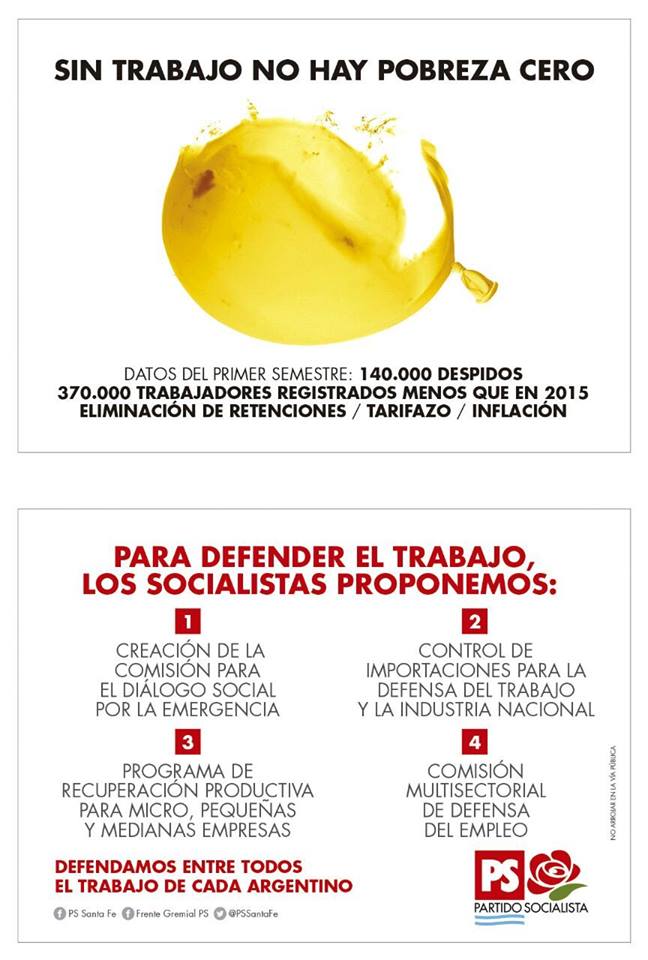 SIN TRABAJO NO HAY POBREZA CERO
DATOS DEL PRIMER SEMESTRE: 140.000 DESPIDOS
370.000 TRABAJADORES REGISTRADOS MENOS QUE EN 2015
ELIMINACIÓN DE RETENCIONES / TARIFAZO / INFLACIÓN
PARA DEFENDER EL TRABAJO,
LOS SOCIALISTAS PROPONEMOS:
1
CREACIÓN DE LA
COMISIÓN PARA
EL DIÁLOGO SOCIAL
POR LA EMERGENCIA
2
CONTROL DE
IMPORTACIONES PARA LA
DEFENSA DEL TRABAJO
Y LA INDUSTRIA NACIONAL
3
PROGRAMA DE
RECUPERACIÓN PRODUCTIVA
PARA MICRO, PEQUEÑAS
Y MEDIANAS EMPRESAS
4
COMISIÓN
MULTISECTORIAL
DE DEFENSA
DEL EMPLEO
NO ARROJAR EN LA VÍA PÚBLICA
DEFENDAMOS ENTRE TODOS
EL TRABAJO DE CADA ARGENTINO
PS Santa Fe Frente Gremial PS @PSSantaFe
PS
PARTIDO SOCIALISTA